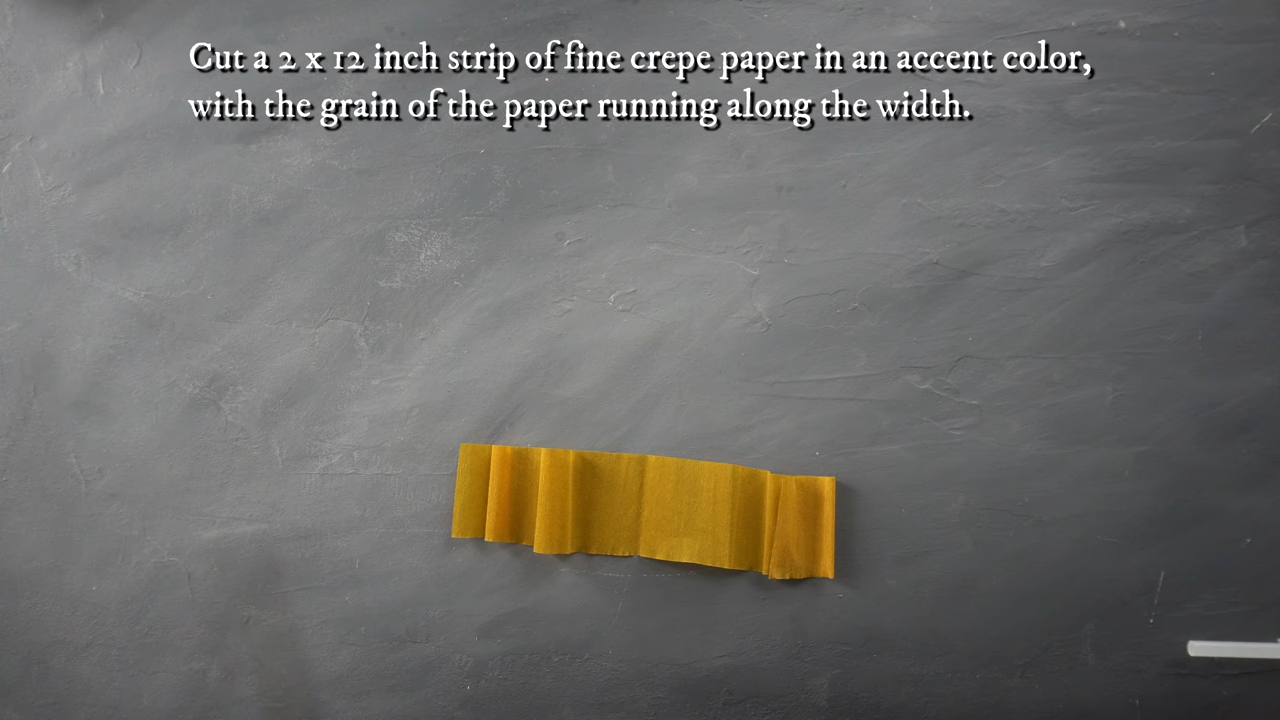 Cut a 2 x 12 inch strip of fine crepe paper in an accent color,
with the grain of the paper running along the width.